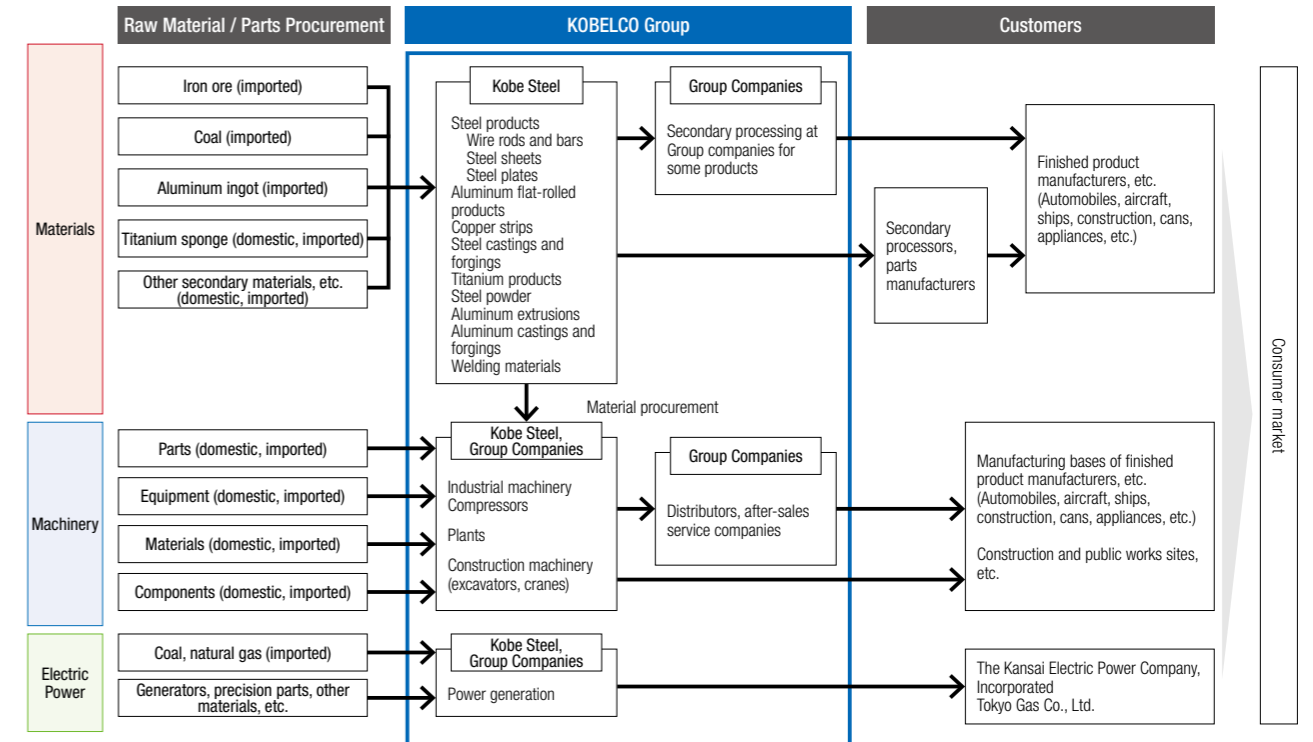 Raw Material / Parts Procurement
KOBELCO Group
Customers
Materials
Iron ore (imported)
Coal (imported)
Aluminum ingot (imported)
Titanium sponge (domestic, imported)
Other secondary materials, etc.
(domestic, imported)
Kobe Steel
Steel products
Wire rods and bars
Steel sheets
Steel plates
Aluminum flat-rolled
products
Copper strips
Steel castings and
forgings
Titanium products
Steel powder
Aluminum extrusions
Aluminum castings and
forgings
Welding materials
Group Companies
Secondary processing at
Group companies for
some products
Secondary
processors,
parts
manufacturers
Finished product
manufacturers, etc.
(Automobiles, aircraft,
ships, construction, cans,
appliances, etc.)
Material procurement
Machinery
Parts (domestic, imported)
Equipment (domestic, imported)
Materials (domestic, imported)
Components (domestic, imported)
Kobe Steel,
Group Companies
Industrial machinery
Compressors
Plants
Construction machinery
(excavators, cranes)
Group Companies
Distributors, after-sales
service companies
Manufacturing bases of finished
product manufacturers, etc.
(Automobiles, aircraft, ships,
construction, cans, appliances, etc.)
Construction and public works sites,
etc.
Electric
Power
Coal, natural gas (imported)
Generators, precision parts, other
materials, etc.
Kobe Steel,
Group Companies
Power generation
The Kansai Electric Power Company,
Incorporated
Tokyo Gas Co., Ltd.
Consumer market